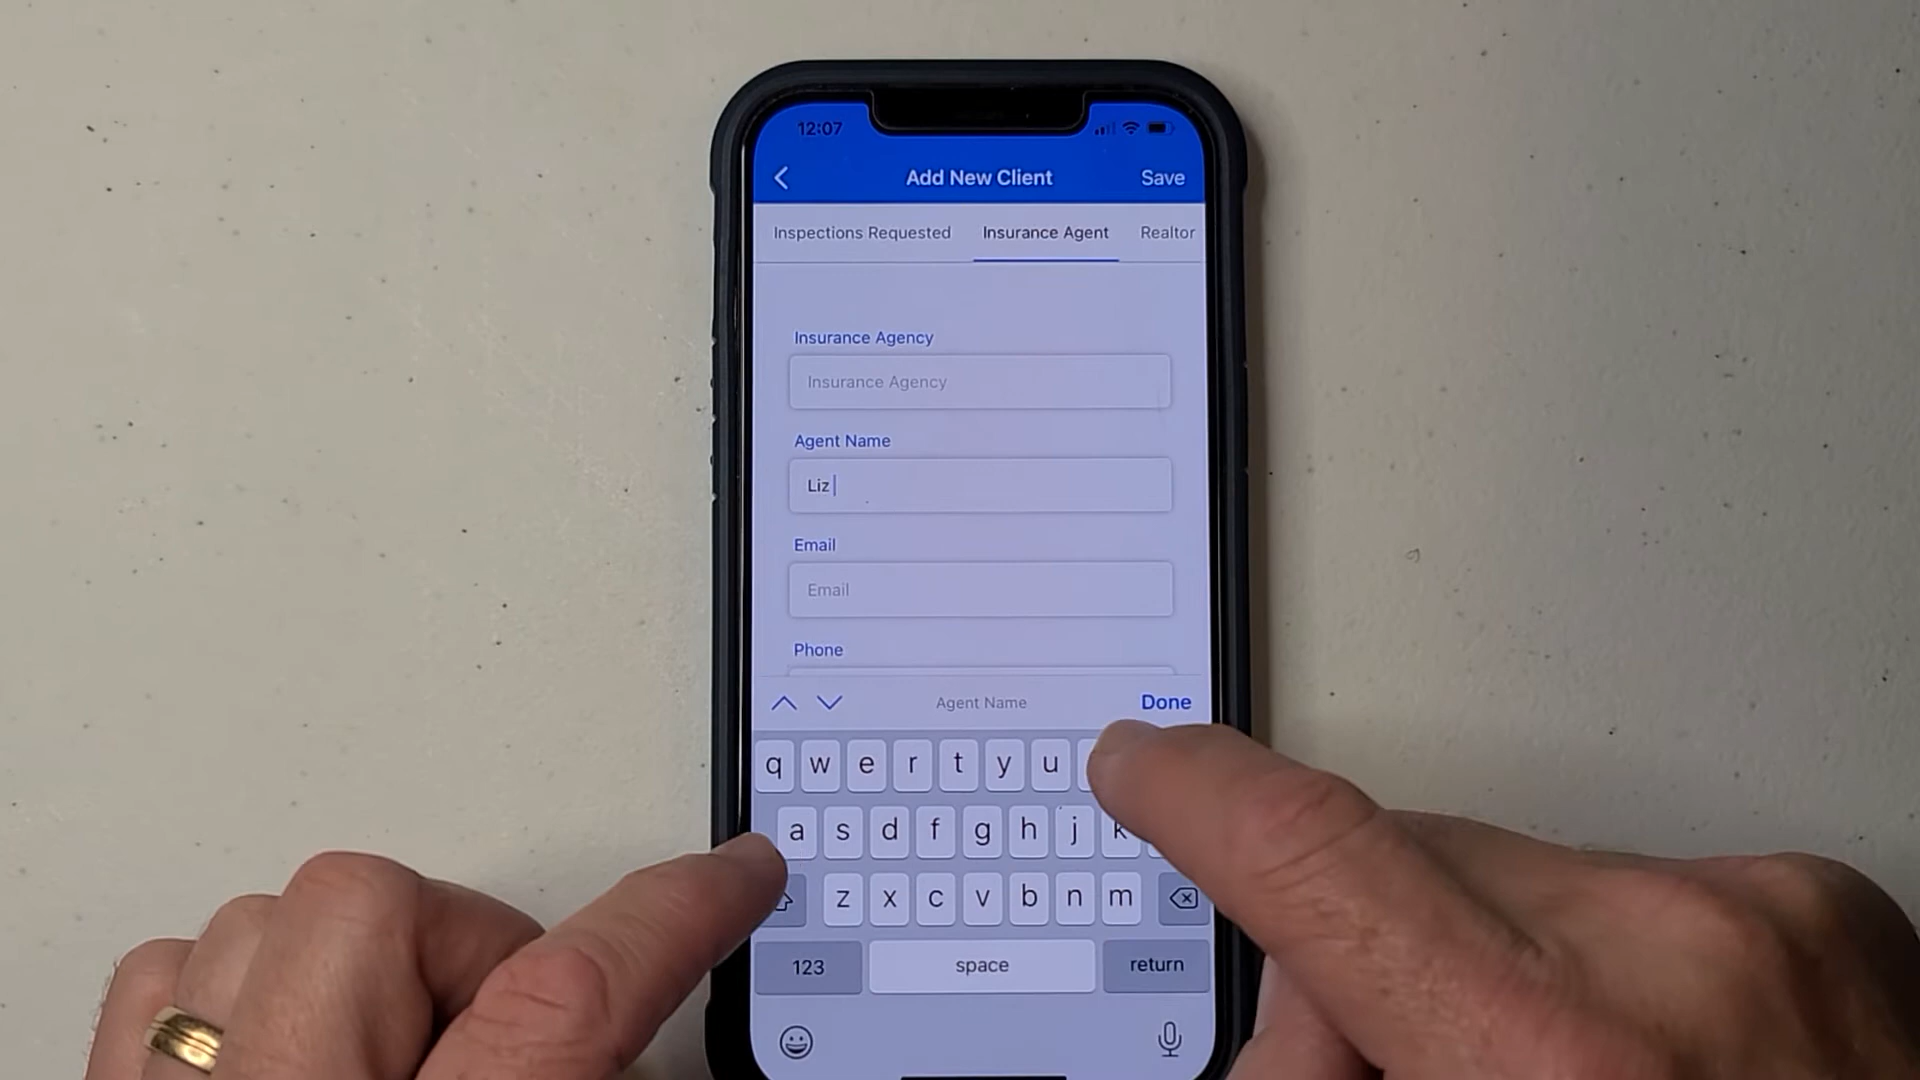 12:07
Add New Client Save
Inspections Requested Insurance Agent Realtor
Insurance Agency
Insurance Agency
Agent Name
Liz
Email
Email
Phone
Agent Name Done
q w e r t y u
a s d f g h j k
z x c v b n m
123 space return